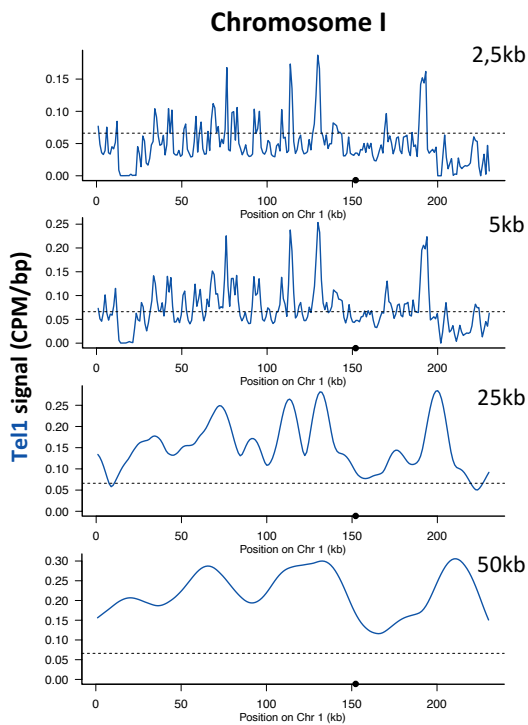 Chromosome I
2,5kb
0.15
0.10
0.05
0.00
0 50 100 150 200
Position on Chr 1 (kb)
5kb
0.25
0.20
0.15
0.10
0.05
0.00
0 50 100 150 200
Position on Chr 1 (kb)
25kb
0.25
0.20
0.15
0.10
0.05
0.00
0 50 100 150 200
Position on Chr 1 (kb)
50kb
0.30
0.25
0.20
0.15
0.10
0.05
0.00
0 50 100 150 200
Position on Chr 1 (kb)
Tel1 signal (CPM/bp)